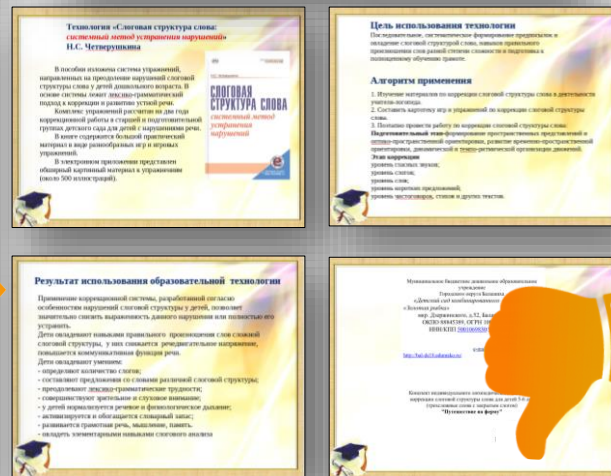 Технология «Слоговая структура слова:
системный метод устранения нарушений»
Н.С. Четверушкина
В пособии изложена система упражнений,
направленных на преодоление нарушений слоговой
структуры слова у детей дошкольного возраста. В
основе системы лежит лексико-грамматический
подход к коррекции и развитию устной речи.
Комплекс упражнений рассчитан на два года
коррекционной работы в старшей и подготовительной
группах детского сада для детей с нарушениями речи.
В книге содержится большой практический
материал в виде разнообразных игр и игровых
упражнений.
В электронном приложении представлен
обширный картинный материал к упражнениям
(около 500 иллюстраций).
СЛОГОВАЯ
СТРУКТУРА СЛОВА
системный метод
устранения
нарушений
Цель использования технологии
Последовательное, систематическое формирование предпосылок и
овладение слоговой структурой слова, навыков правильного
произношения слов разной степени сложности и подготовка к
полноценному обучению грамоте.
Алгоритм применения
1. Изучение материалов по коррекции слоговой структуры слова в деятельности
учителя-логопеда.
2. Составить картотеку игр и упражнений по коррекции слоговой структуры
слова.
3. Поэтапно провести работу по коррекции слоговой структуры слова:
Подготовительный этап-формирование пространственных представлений и
оптико-пространственной ориентировки, развитие временно-пространственной
ориентировки, динамической и темпо-ритмической организации движений.
Этап коррекции
уровень гласных звуков;
уровень слогов;
уровень слов;
уровень коротких предложений;
уровень чистоговорок, стихов и других текстов.
Результат использования образовательной технологии
Применение коррекционной системы, разработанной согласно
особенностям нарушений слоговой структуры у детей, позволяет
значительно снизить выраженность данного нарушения или полностью его
устранить.
Дети овладевают навыками правильного произношения слов сложной
слоговой структуры, у них снижается речедвигательное напряжение,
повышается коммуникативная функция речи.
Дети овладевают умением:
- определяют количество слогов;
- составляют предложения со словами различной слоговой структуры;
- преодолевают лексико-грамматические трудности;
- совершенствуют зрительное и слуховое внимание;
- у детей нормализуется речевое и физиологическое дыхание;
- активизируется и обогащается словарный запас;
- развивается грамотная речь, мышление, память.
- овладеть элементарными навыками слогового анализа
Муниципальное бюджетное дошкольное образовательное
учреждение
Городского округа Балашиха
«Детский сад комбинированного
«Золотая рыбка»
"Путешествие на ферму"